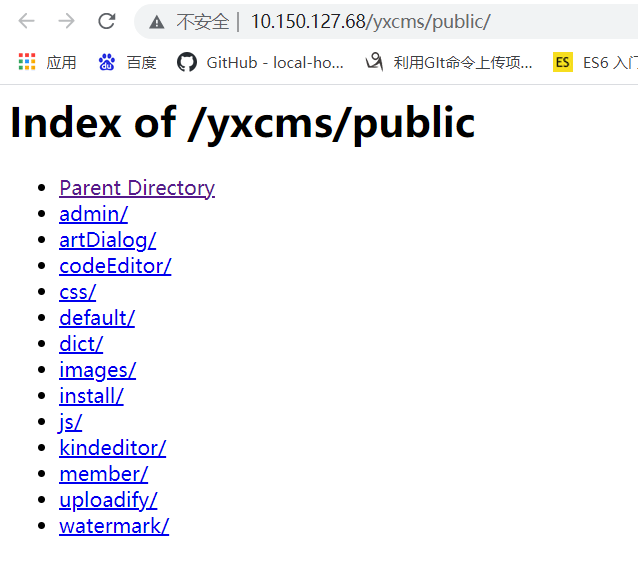 不安全 | 10.150.127.68/yxcms/public/
应用 百度 GitHub - local-ho... 利用GIt命令上传项... ES ES6 入门
Index of /yxcms/public
Parent Directory
admin/
artDialog/
codeEditor/
css/
default/
dict/
images/
install/
js/
kindeditor/
member/
uploadify/
watermark/